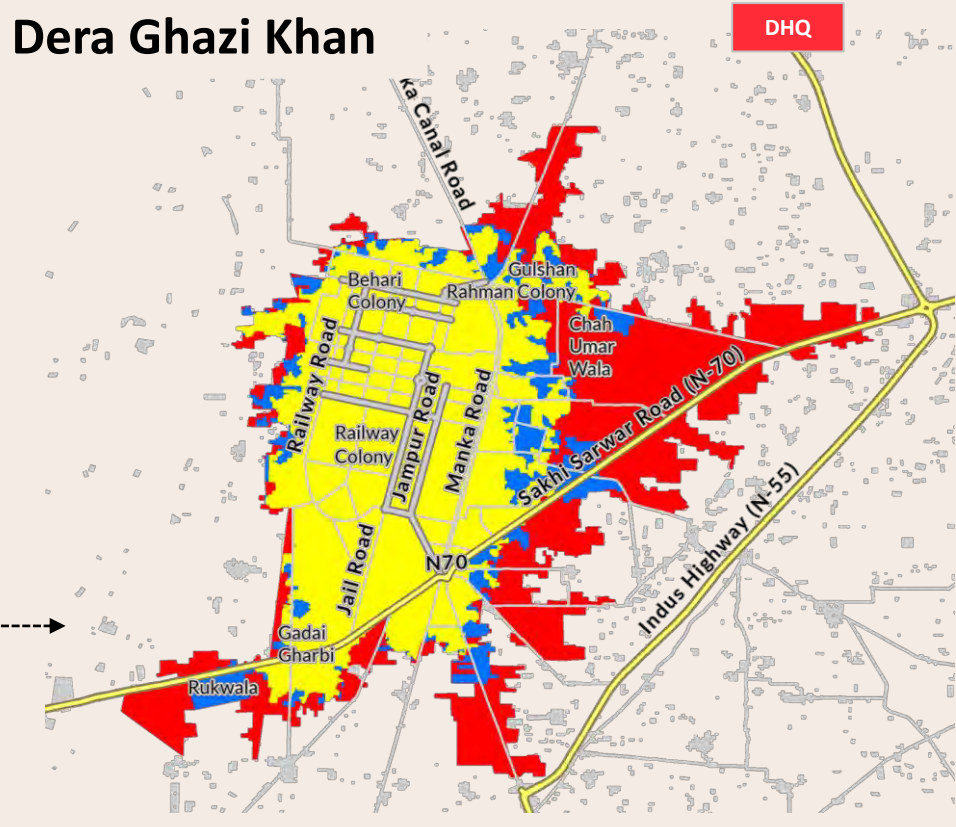 Dera Ghazi Khan
DHQ
ka Canal Road
Gulshan
Rahman Colony
Behari
Colony
Chah
Umar
Wala
Railway Road
Sakhi Sarwar Road (N-70)
Jampur Road
Manka Road
Railway
Colony
Indus Highway (N-55)
N70
Jail Road
Gadai
Gharbi
Rukwala